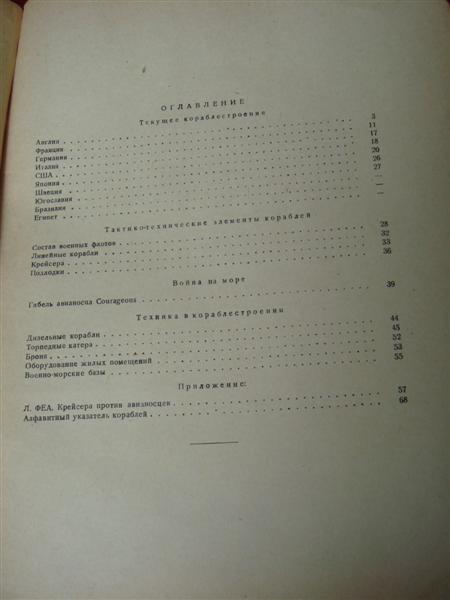 ОГЛАВЛЕНИЕ
Текущее кораблестроение
Англия . . . 3
Франция . . . 11
Германия . . . 17
Италия . . . 18
США . . . 20
Япония . . . 26
Швеция . . . 27
Югославия . . . —
Бразилия . . . —
Египет . . . —
Тактико-технические элементы кораблей
Состав военных флотов . . . 28
Линейные корабли . . . 32
Крейсера . . . 33
Подлодки . . . 36
Война на море
Гибель авианосца Courageous . . . 39
Техника в кораблестроении
Дизельные корабли . . . 44
Торпедные катера . . . 45
Броня . . . 52
Оборудование жилых помещений . . . 53
Военно-морские базы . . . 55
Приложение:
Л. ФЕА. Крейсера против авианосцев . . . 57
Алфавитный указатель кораблей . . . 68